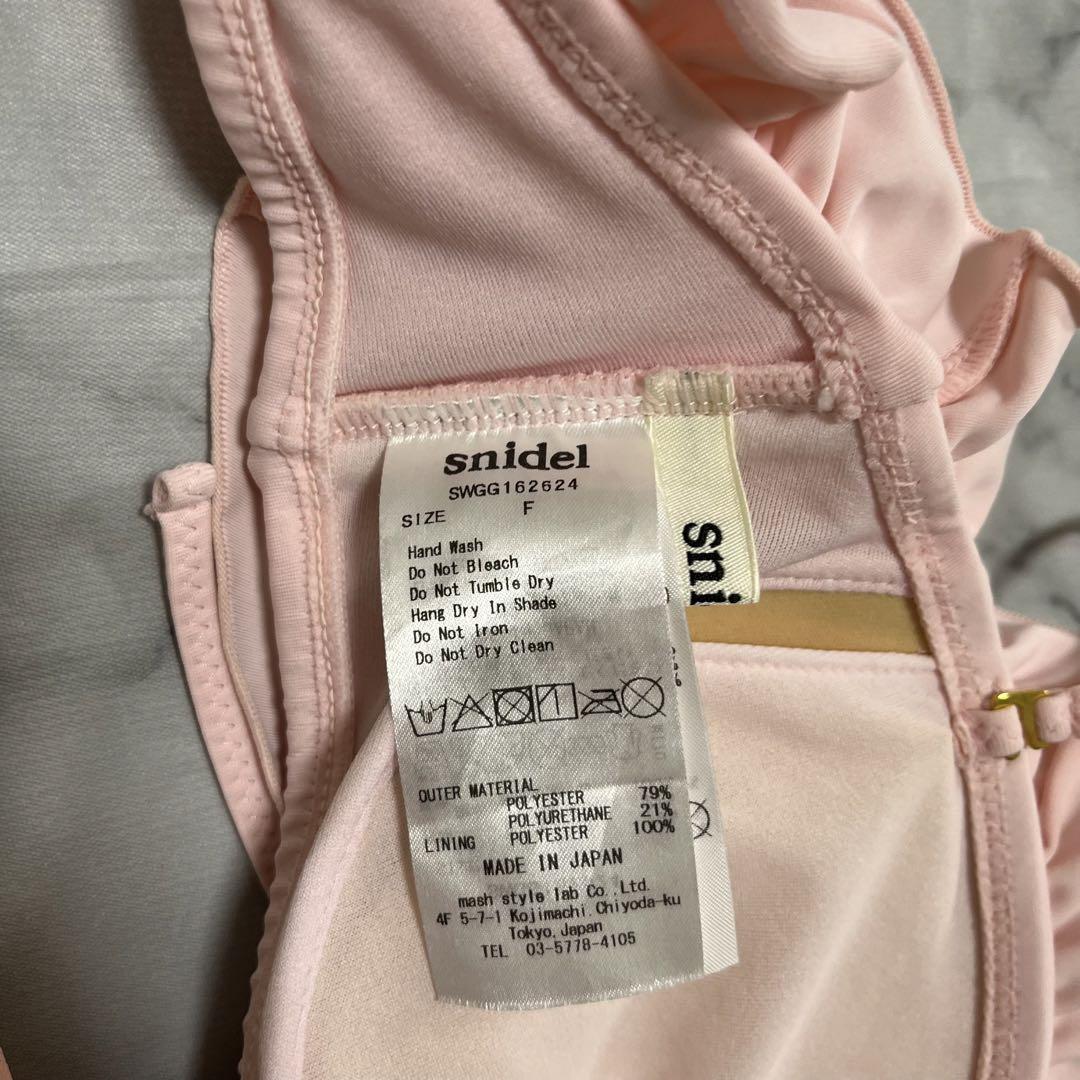 snidel
SWGG162624
SIZE F
Hand Wash
Do Not Bleach
Do Not Tumble Dry
Hang Dry In Shade
Do Not Iron
Do Not Dry Clean
OUTER MATERIAL
POLYESTER 79%
POLYURETHANE 21%
LINING POLYESTER 100%
MADE IN JAPAN
mash style lab Co.,Ltd.
4F 5-7-1 Kojimachi.Chiyoda-ku
Tokyo.Japan
TEL 03-5778-4105
sni